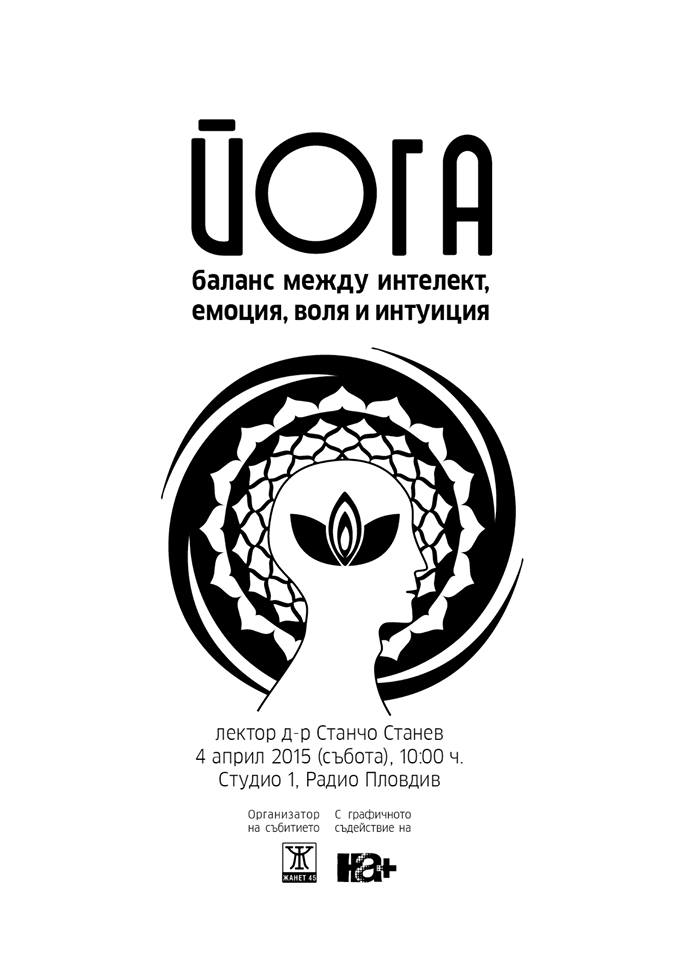 ЙОГА
баланс между интелект,
емоция, воля и интуиция
лектор д-р Станчо Станев
4 април 2015 (събота), 10:00 ч.
Студио 1, Радио Пловдив
Организатор
на събитието
ЖАНЕТ 45
С графичното
съдействие на
на+